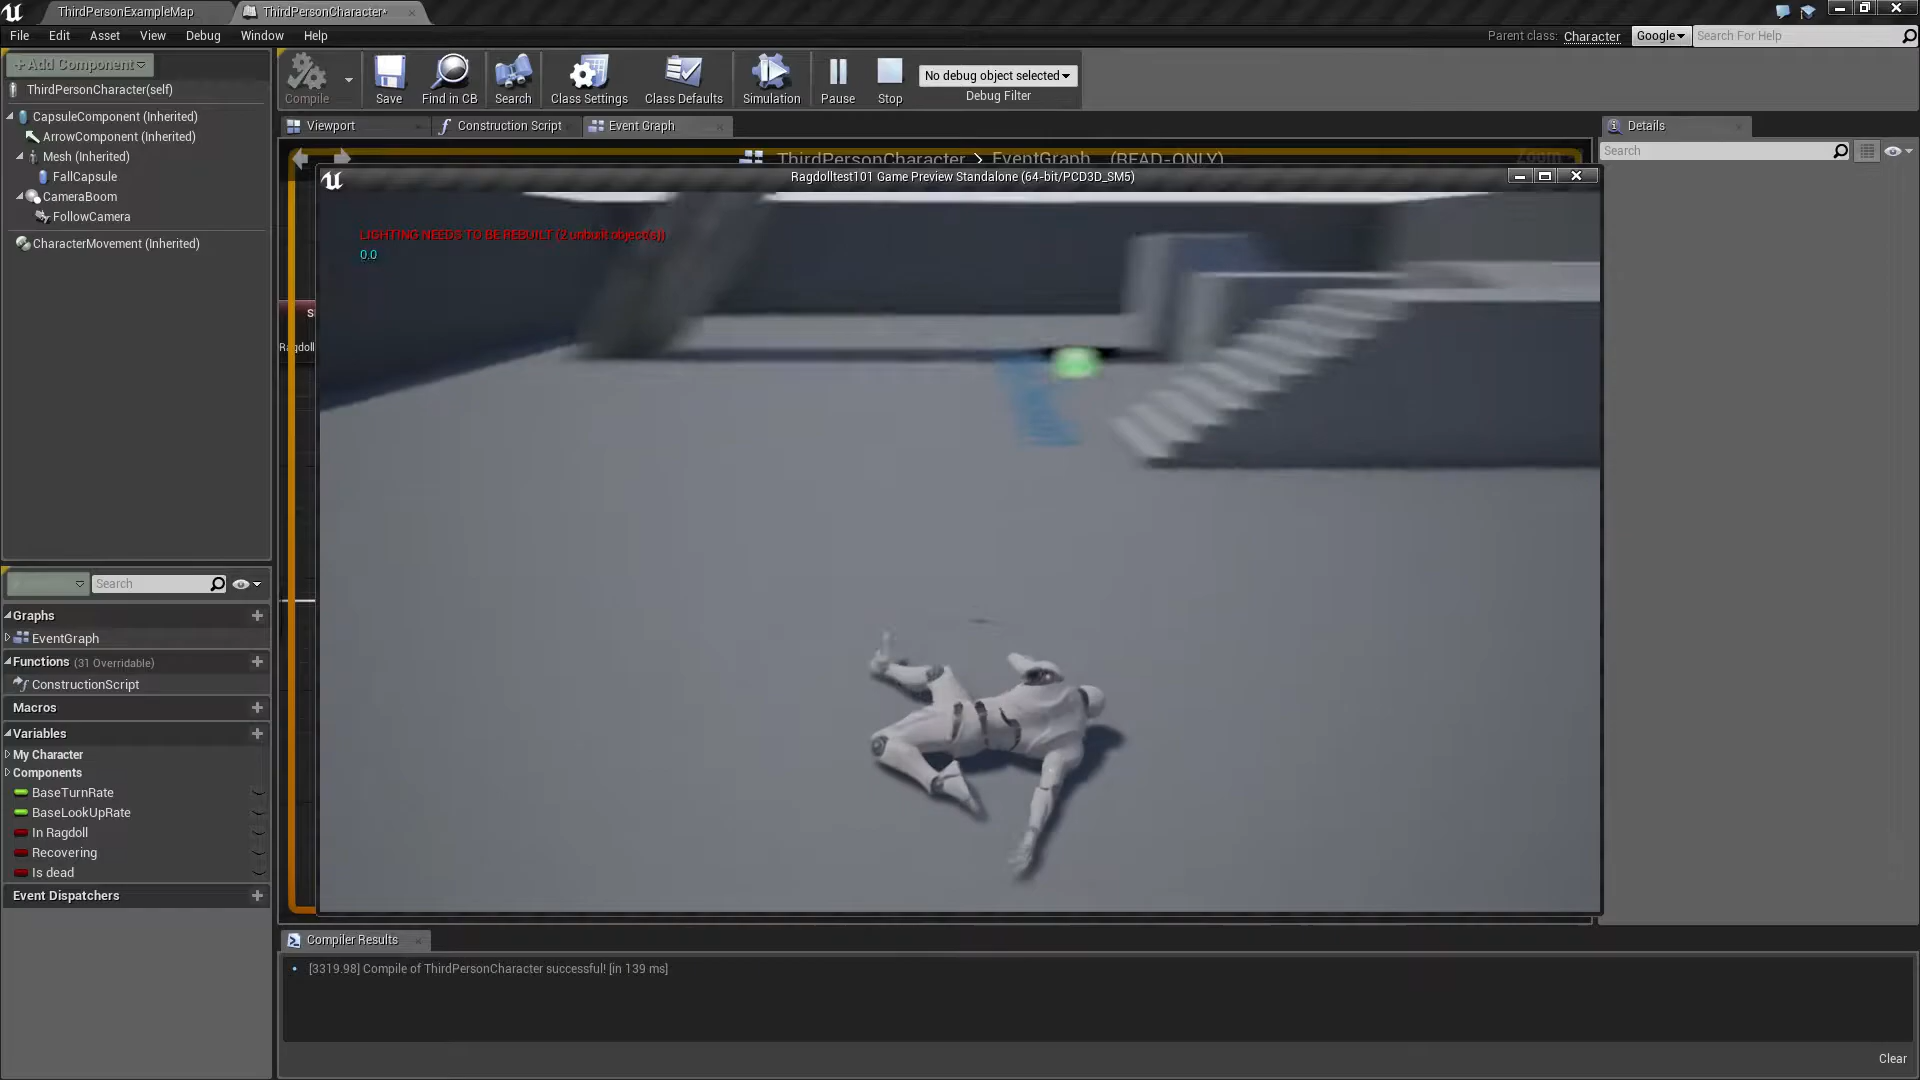 ThirdPersonExampleMap
ThirdPersonCharacter*
File Edit Asset View Debug Window Help
Parent class: Character Google Search For Help
Add Component
Compile Save Find in CB Search Class Settings Class Defaults Simulation Pause Stop
No debug object selected
Debug Filter
ThirdPersonCharacter(self)
CapsuleComponent (Inherited)
ArrowComponent (Inherited)
Mesh (Inherited)
FallCapsule
CameraBoom
FollowCamera
CharacterMovement (Inherited)
Viewport
Construction Script
Event Graph
Details
Search
ThirdPersonCharacter > EventGraph (READ-ONLY)
Zoom
Ragdolltest101 Game Preview Standalone (64-bit/PCD3D_SM5)
LIGHTING NEEDS TO BE REBUILT (2 unbuilt object(s))
0.0
S
Ragdoll
Search
Graphs
EventGraph
Functions (31 Overridable)
ConstructionScript
Macros
Variables
My Character
Components
BaseTurnRate
BaseLookUpRate
In Ragdoll
Recovering
Is dead
Event Dispatchers
Compiler Results
[3319.98] Compile of ThirdPersonCharacter successful! [in 139 ms]
Clear